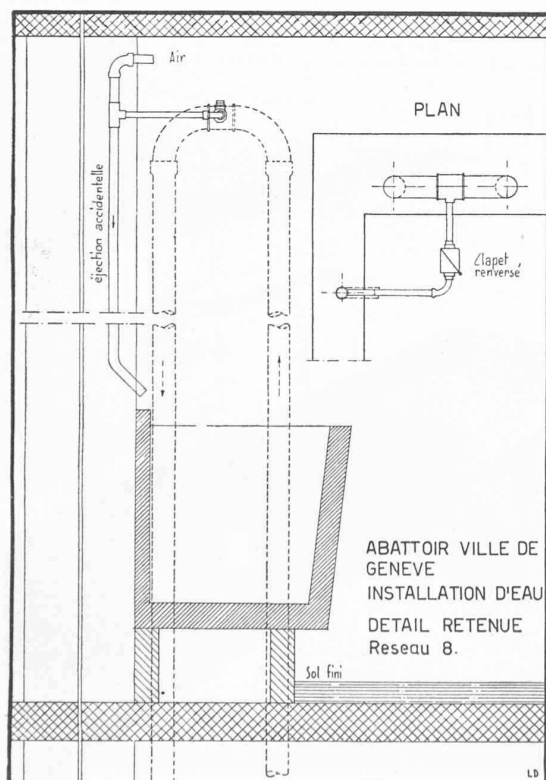 Air
éjection accidentelle
PLAN
Clapet
renversé
ABATTOIR VILLE DE
GENEVE
INSTALLATION D'EAU
DETAIL RETENUE
Reseau 8.
Sol fini
LD